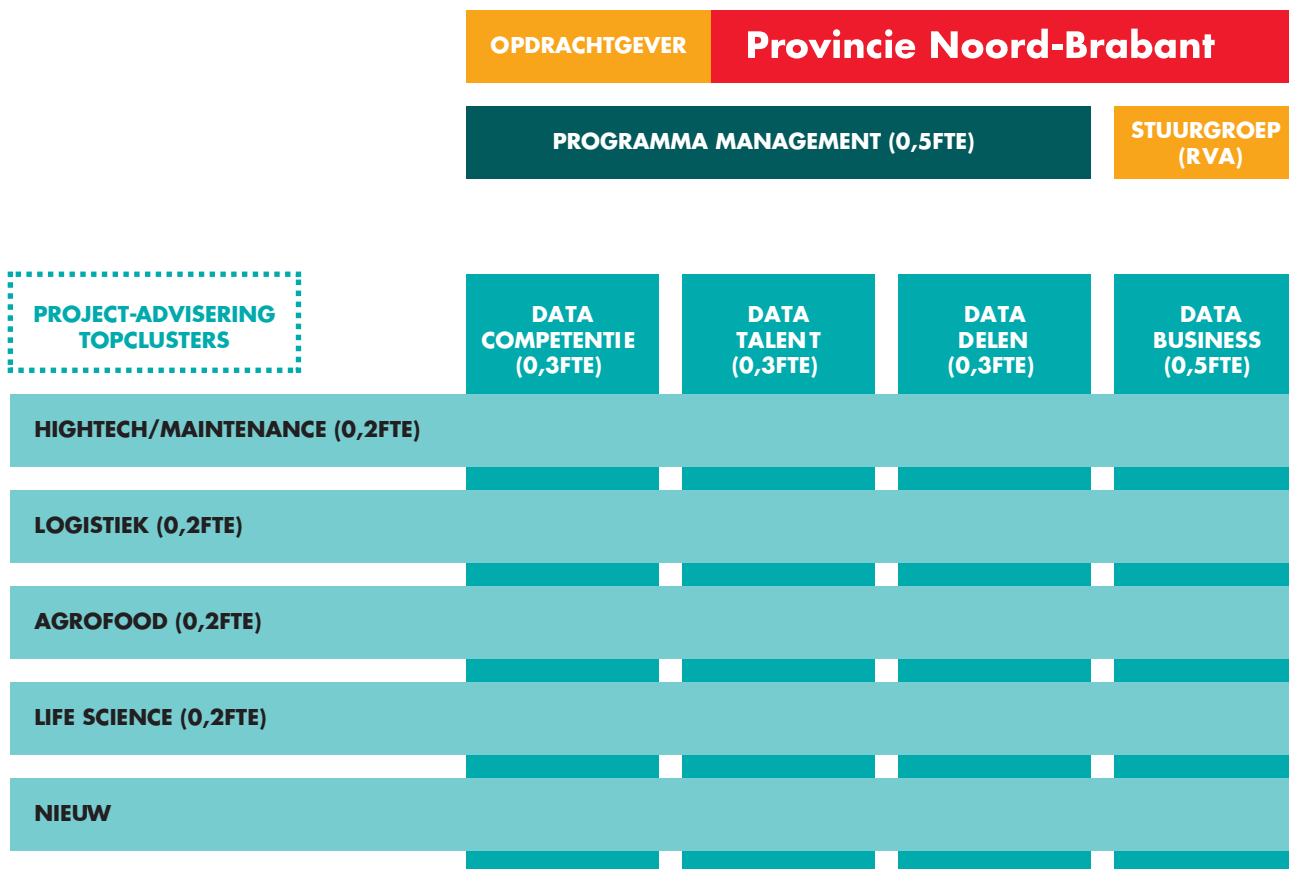 OPDRACHTGEVER
Provincie Noord-Brabant
PROGRAMMA MANAGEMENT (0,5FTE)
STUURGROEP
(RVA)
PROJECT-ADVISERING
TOPCLUSTERS
DATA
COMPETENTIE
(0,3FTE)
DATA
TALENT
(0,3FTE)
DATA
DELEN
(0,3FTE)
DATA
BUSINESS
(0,5FTE)
HIGHTECH/MAINTENANCE (0,2FTE)
LOGISTIEK (0,2FTE)
AGROFOOD (0,2FTE)
LIFE SCIENCE (0,2FTE)
NIEUW